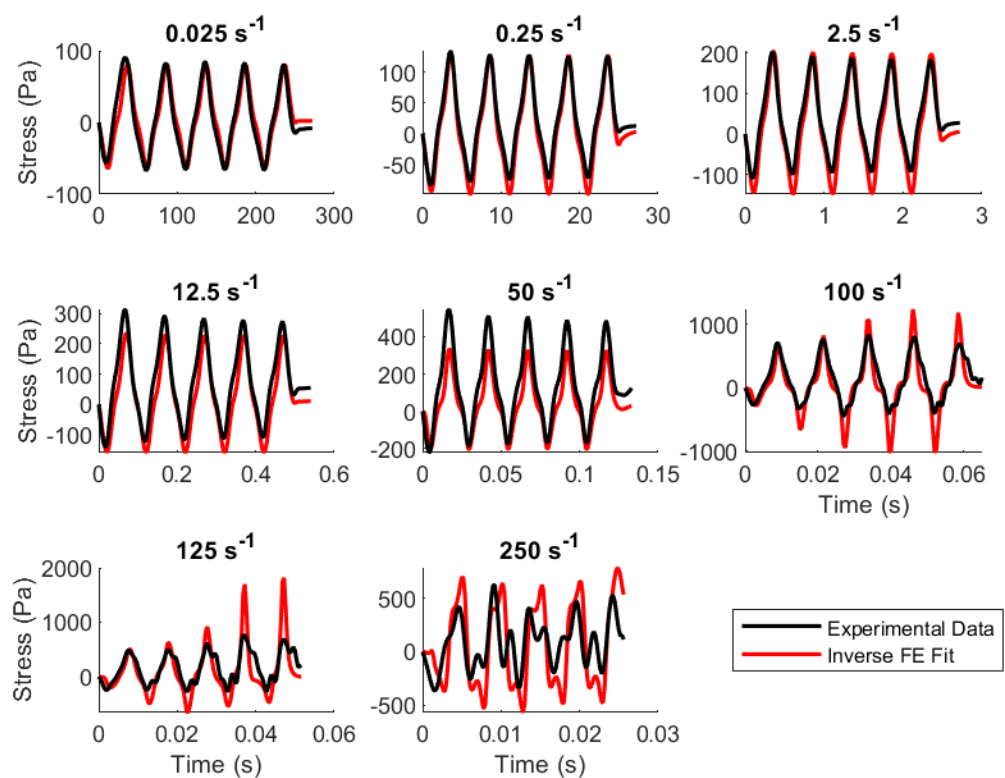 0.025 s-1
0.25 s-1
2.5 s-1
Stress (Pa)
100
0
-100
0 100 200 300
100
50
0
-50
0 10 20 30
200
100
0
-100
0 1 2 3
12.5 s-1
50 s-1
100 s-1
Stress (Pa)
300
200
100
0
-100
0 0.2 0.4 0.6
400
200
0
-200
0 0.05 0.1 0.15
1000
0
-1000
0 0.02 0.04 0.06
Time (s)
125 s-1
250 s-1
Stress (Pa)
2000
1000
0
0 0.02 0.04 0.06
Time (s)
500
0
-500
0 0.01 0.02 0.03
Time (s)
Experimental Data
Inverse FE Fit